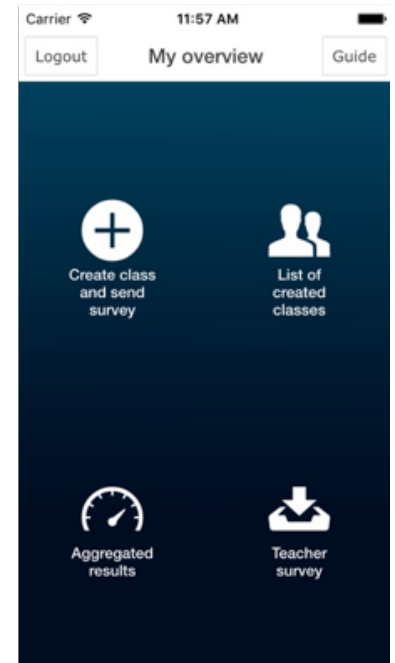 Carrier 11:57 AM
Logout My overview Guide
Create class
and send
survey
List of
created
classes
Aggregated
results
Teacher
survey